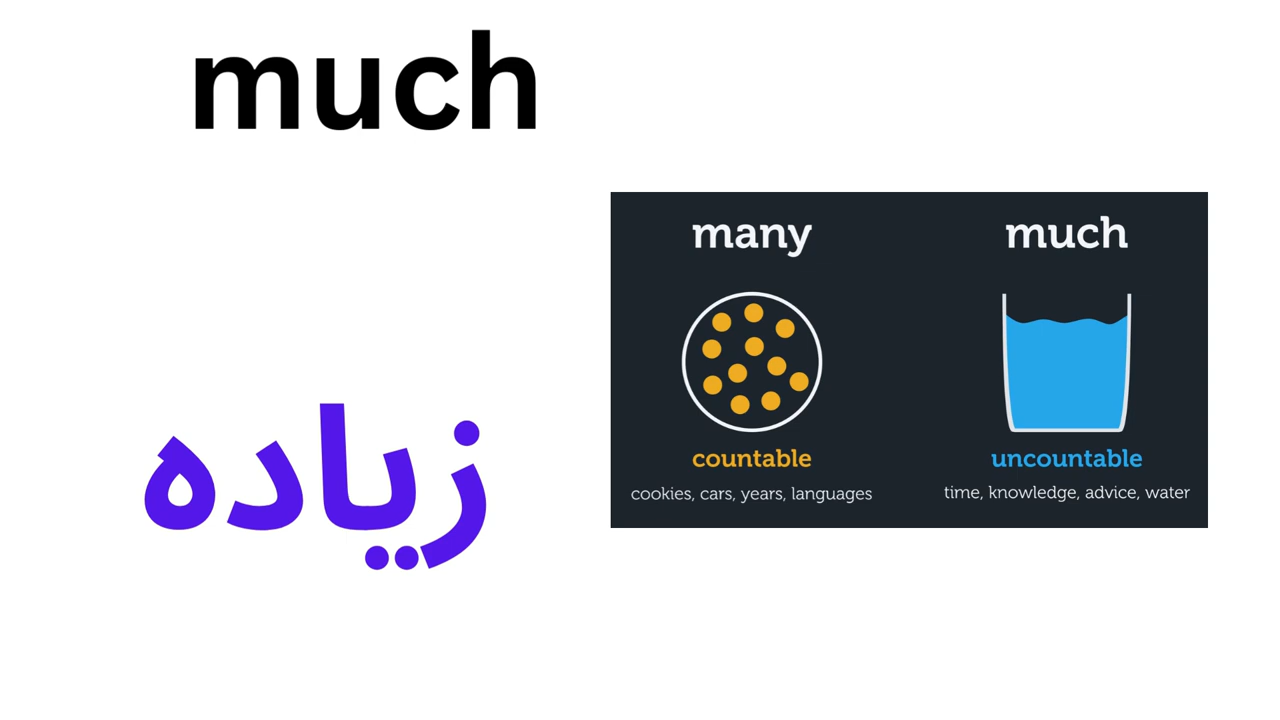 much
زیاده
many
much
countable
uncountable
cookies, cars, years, languages
time, knowledge, advice, water